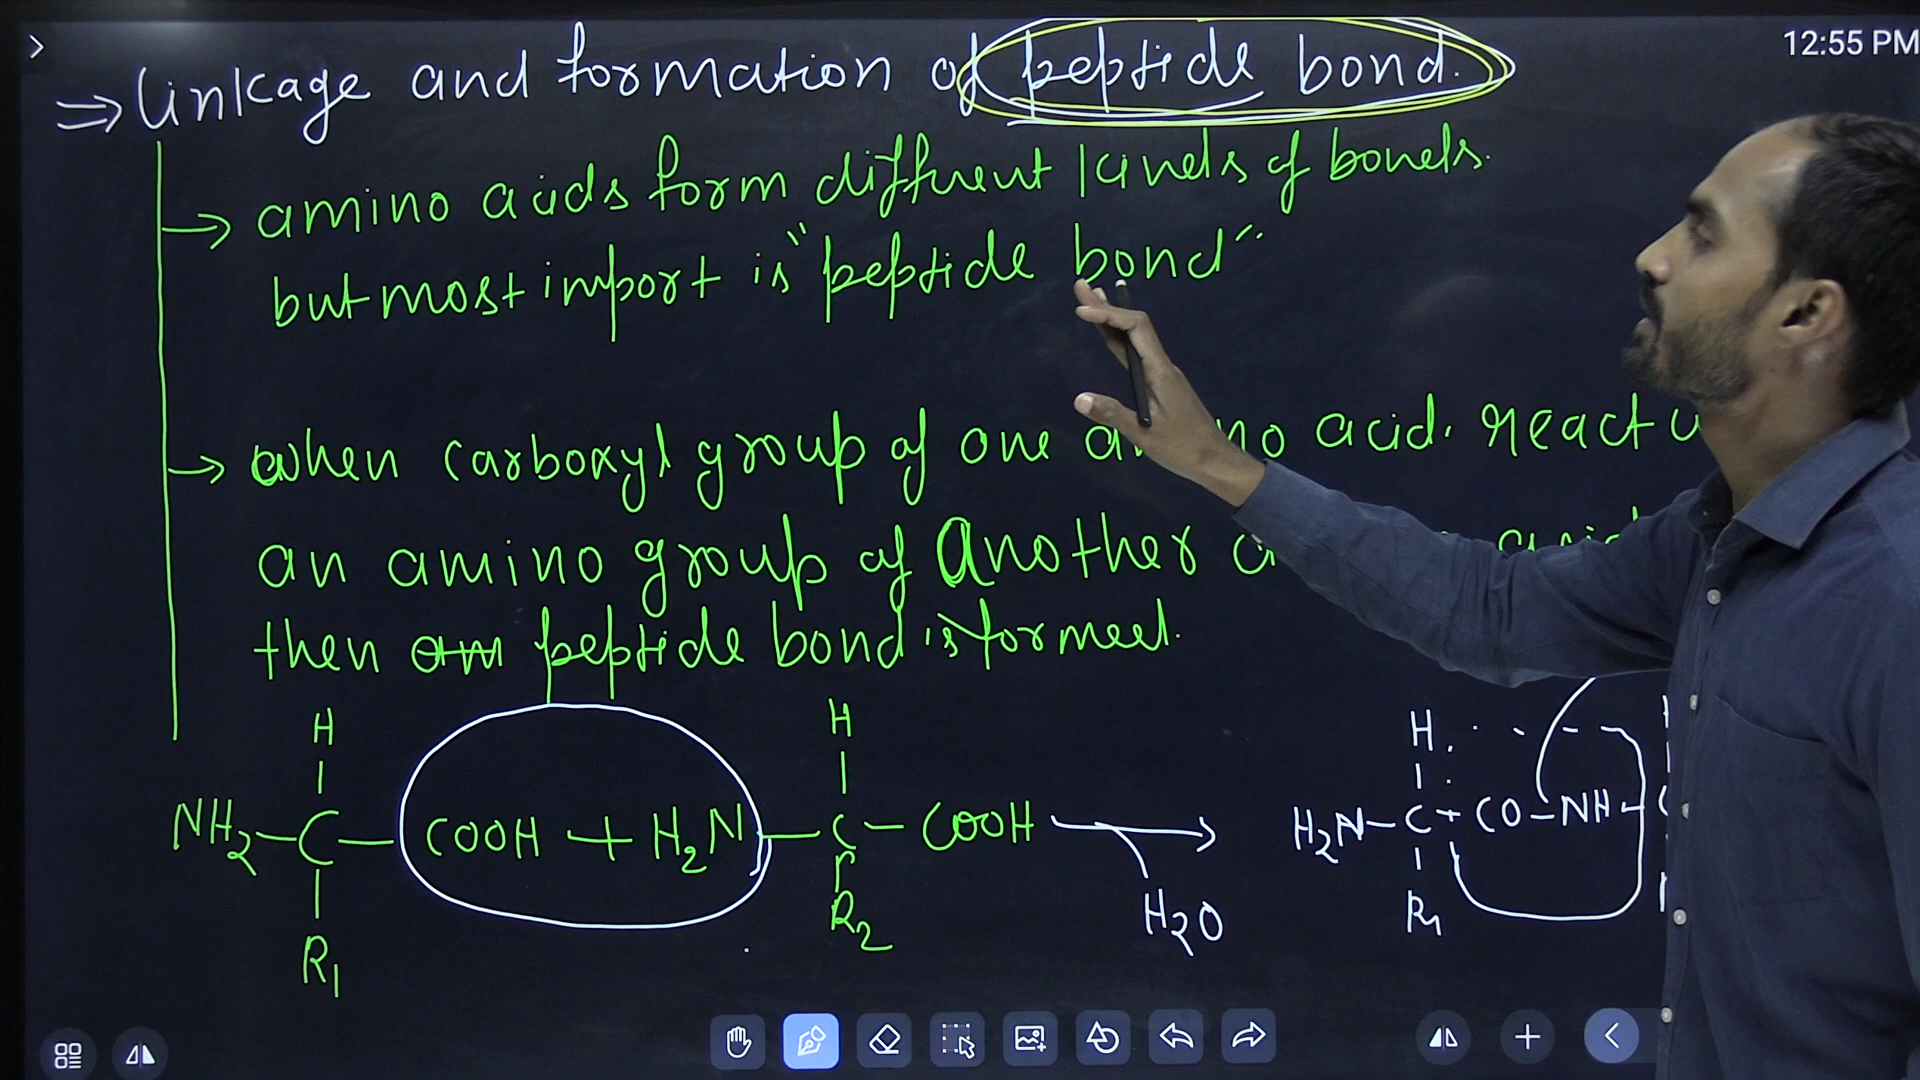 12:55 PM
⇒ Linkage and formation of peptide bond.
→ amino acids form different kinds of bonds.
but most import is "peptide bond"
→ when carboxyl group of one acid. react
an amino group of Another
then peptide bond is formed.
H H H
NH2 - C - COOH + H2N - C - COOH → H2N - C - CO - NH -
R1 R2 H2O R1